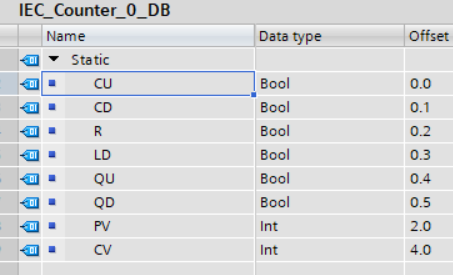 IEC_Counter_0_DB
Name Data type Offset
Static
CU Bool 0.0
CD Bool 0.1
R Bool 0.2
LD Bool 0.3
QU Bool 0.4
QD Bool 0.5
PV Int 2.0
CV Int 4.0